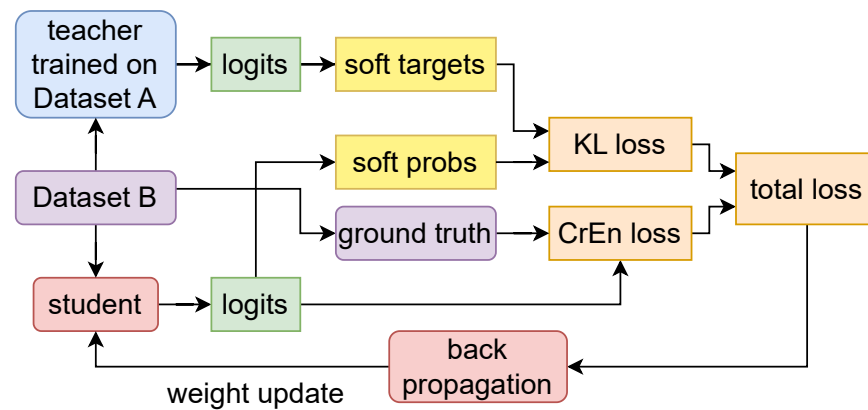 teacher
trained on
Dataset A
logits
soft targets
KL loss
soft probs
total loss
Dataset B
ground truth
CrEn loss
student
logits
back
propagation
weight update